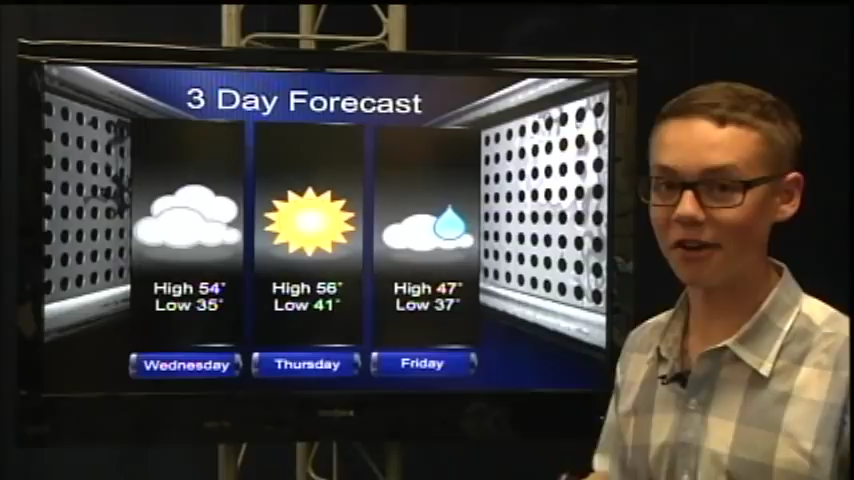 3 Day Forecast
High 54°
Low 35°
Wednesday
High 56°
Low 41°
Thursday
High 47°
Low 37°
Friday